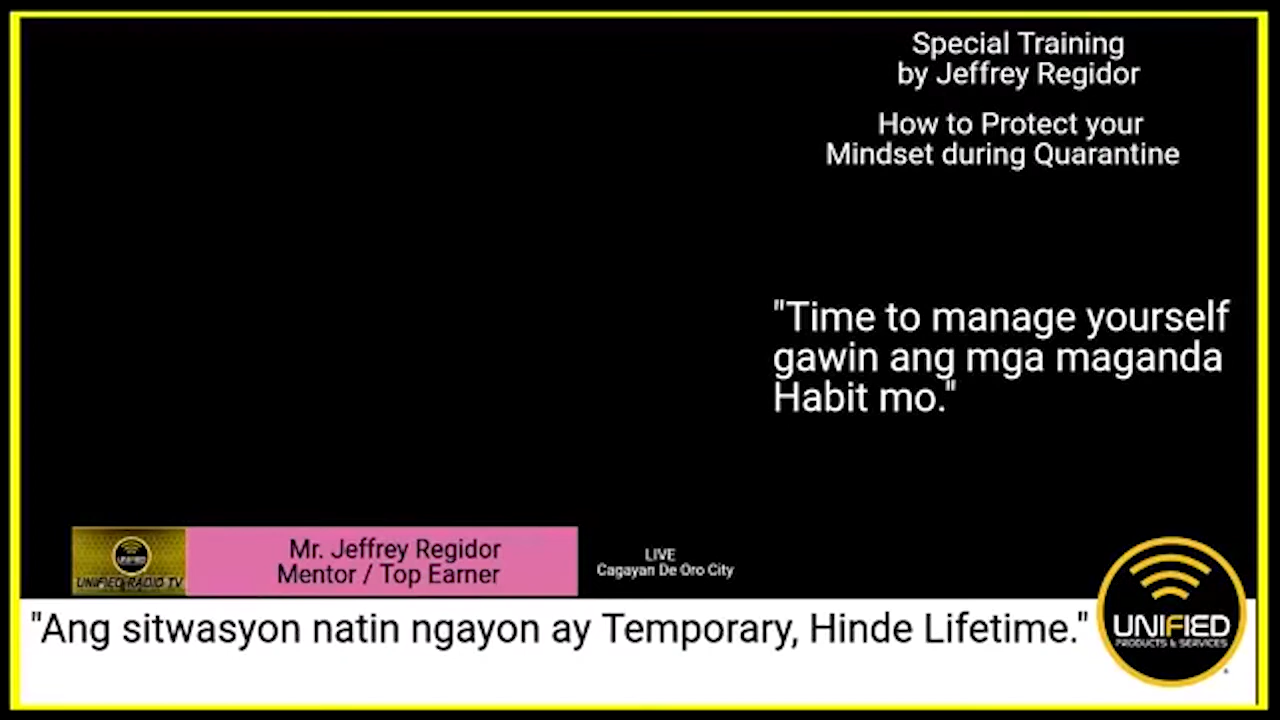 Special Training
by Jeffrey Regidor
How to Protect your
Mindset during Quarantine
"Time to manage yourself
gawin ang mga maganda
Habit mo."
UNIFIED
UNIFIED RADIO TV
Mr. Jeffrey Regidor
Mentor / Top Earner
LIVE
Cagayan De Oro City
"Ang sitwasyon natin ngayon ay Temporary, Hinde Lifetime."
UNIFIED
PRODUCTS & SERVICES